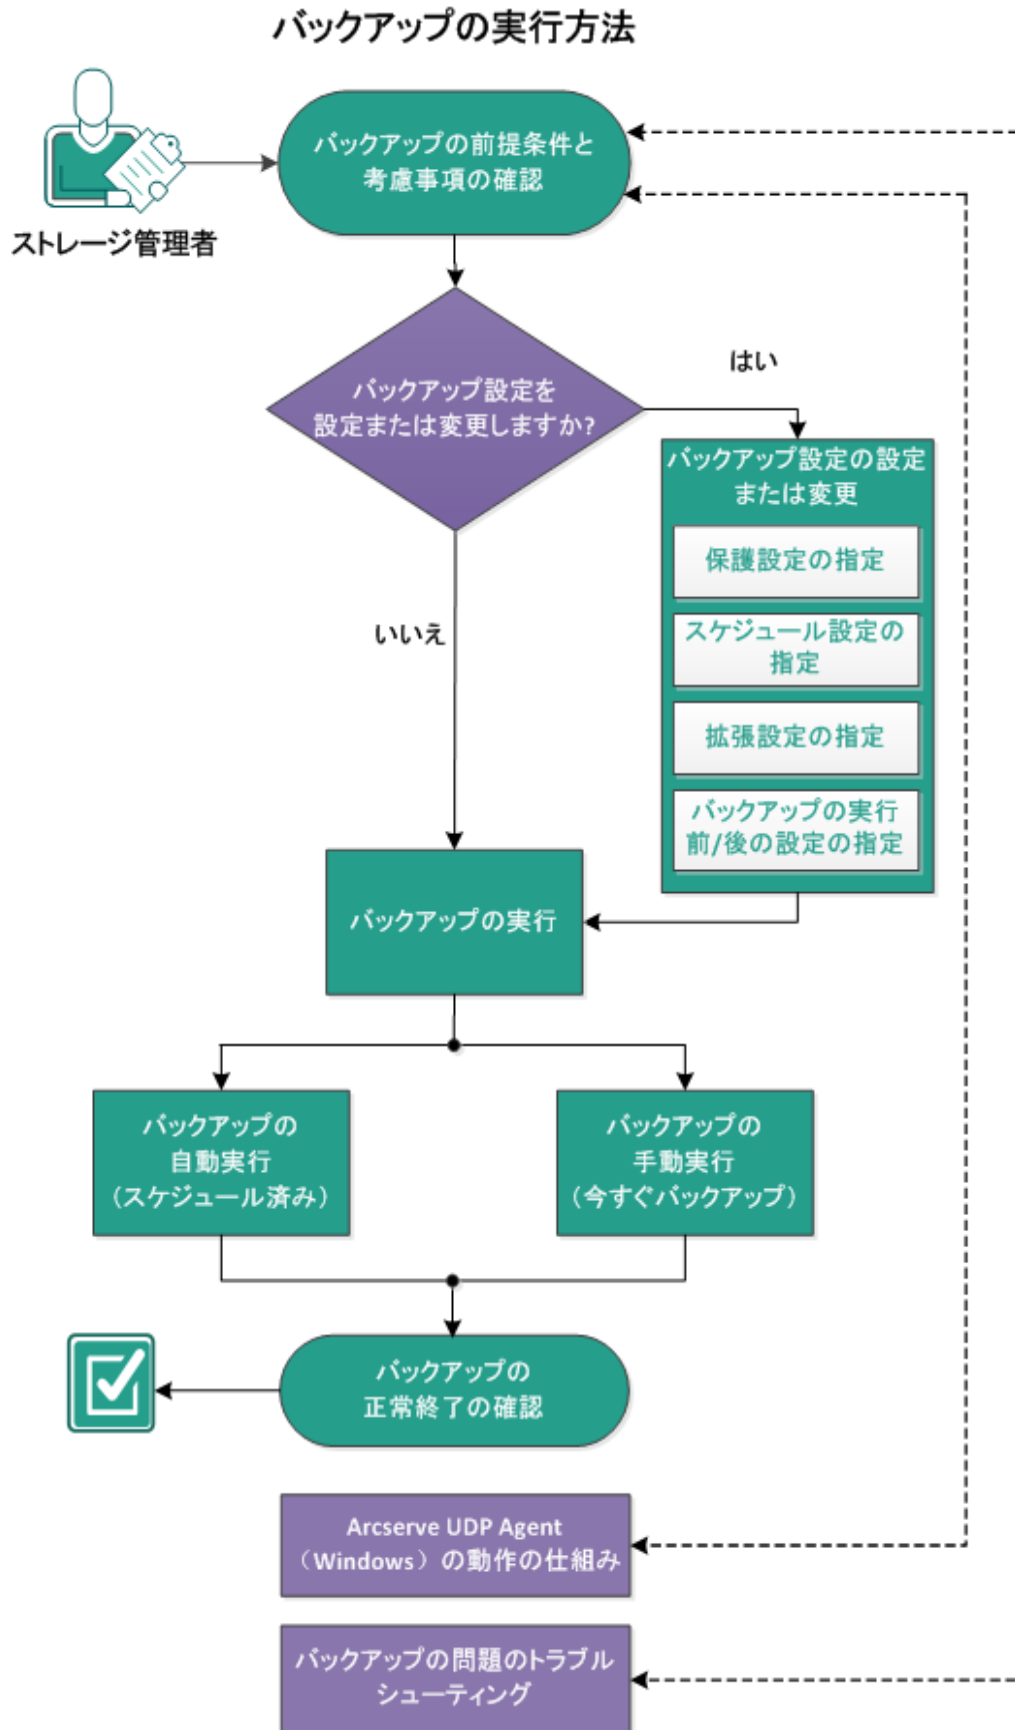 バックアップの実行方法
バックアップの前提条件と
考慮事項の確認
ストレージ管理者
バックアップ設定を
設定または変更しますか?
はい
バックアップ設定の設定
または変更
保護設定の指定
スケジュール設定の
指定
拡張設定の指定
バックアップの実行
前/後の設定の指定
いいえ
バックアップの実行
バックアップの
自動実行
（スケジュール済み）
バックアップの
手動実行
（今すぐバックアップ）
バックアップの
正常終了の確認
Arcserve UDP Agent
（Windows）の動作の仕組み
バックアップの問題のトラブル
シューティング